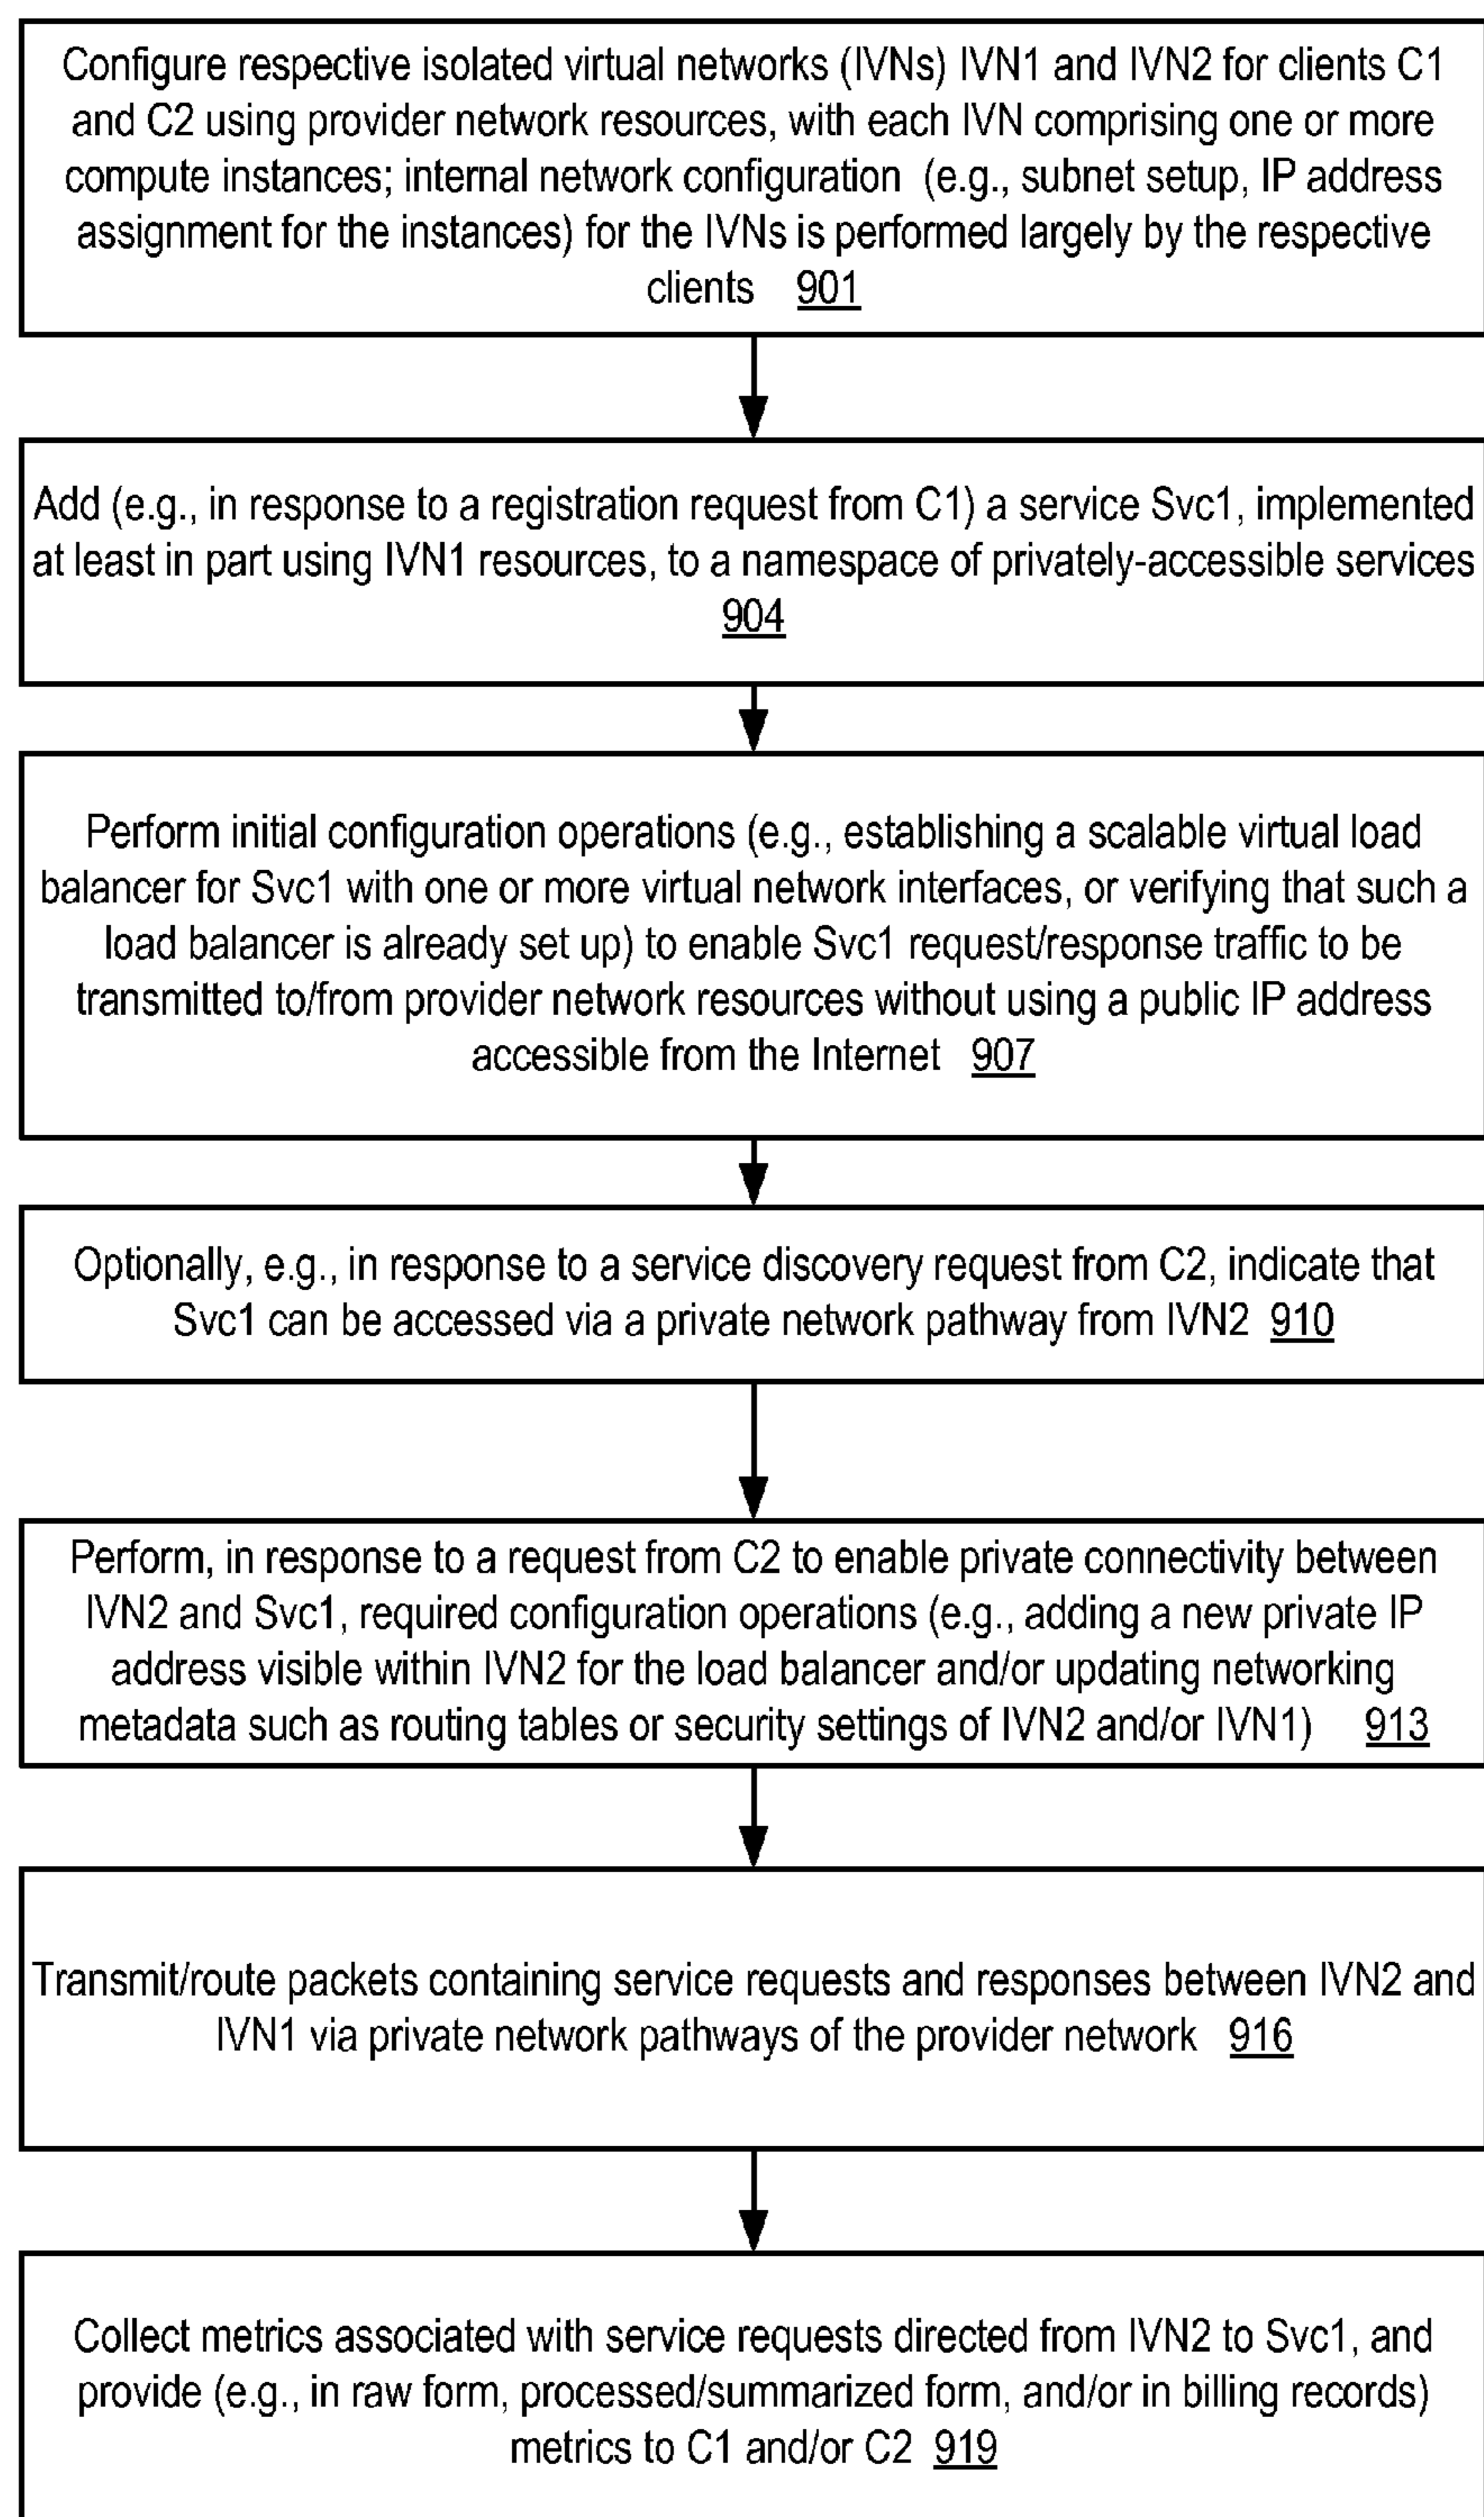 Configure respective isolated virtual networks (IVNs) IVN1 and IVN2 for clients C1
and C2 using provider network resources, with each IVN comprising one or more
compute instances; internal network configuration (e.g., subnet setup, IP address
assignment for the instances) for the IVNs is performed largely by the respective
clients 901
Add (e.g., in response to a registration request from C1) a service Svc1, implemented
at least in part using IVN1 resources, to a namespace of privately-accessible services
904
Perform initial configuration operations (e.g., establishing a scalable virtual load
balancer for Svc1 with one or more virtual network interfaces, or verifying that such a
load balancer is already set up) to enable Svc1 request/response traffic to be
transmitted to/from provider network resources without using a public IP address
accessible from the Internet 907
Optionally, e.g., in response to a service discovery request from C2, indicate that
Svc1 can be accessed via a private network pathway from IVN2 910
Perform, in response to a request from C2 to enable private connectivity between
IVN2 and Svc1, required configuration operations (e.g., adding a new private IP
address visible within IVN2 for the load balancer and/or updating networking
metadata such as routing tables or security settings of IVN2 and/or IVN1) 913
Transmit/route packets containing service requests and responses between IVN2 and
IVN1 via private network pathways of the provider network 916
Collect metrics associated with service requests directed from IVN2 to Svc1, and
provide (e.g., in raw form, processed/summarized form, and/or in billing records)
metrics to C1 and/or C2 919